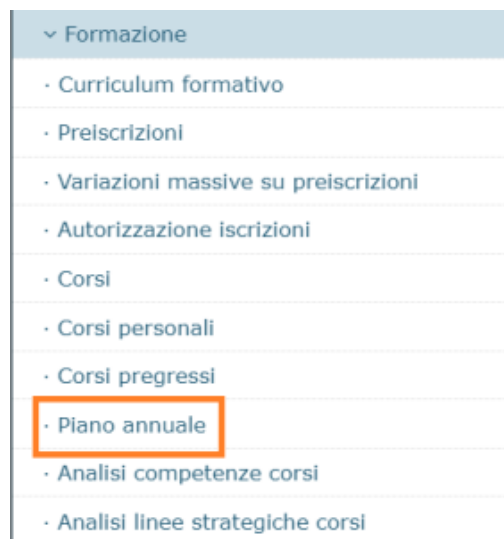 Formazione
· Curriculum formativo
· Preiscrizioni
· Variazioni massive su preiscrizioni
· Autorizzazione iscrizioni
· Corsi
· Corsi personali
· Corsi pregressi
· Piano annuale
· Analisi competenze corsi
· Analisi linee strategiche corsi